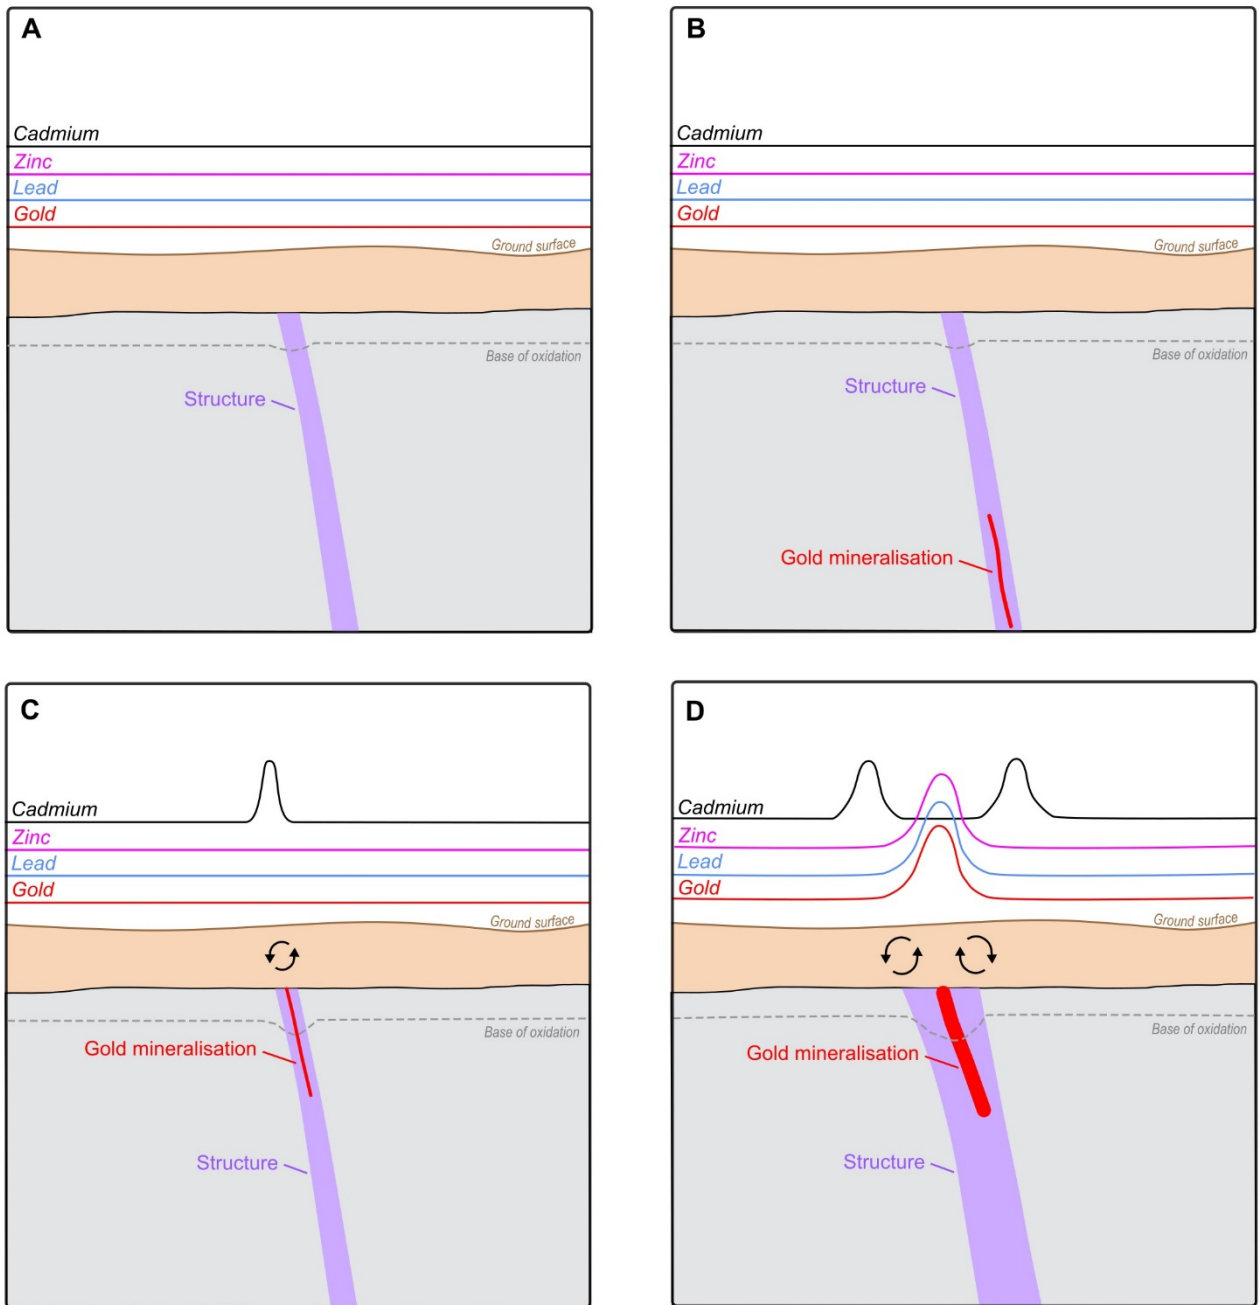 A
Cadmium
Zinc
Lead
Gold
Ground surface
Base of oxidation
Structure
B
Cadmium
Zinc
Lead
Gold
Ground surface
Base of oxidation
Structure
Gold mineralisation
C
Cadmium
Zinc
Lead
Gold
Ground surface
Base of oxidation
Gold mineralisation
Structure
D
Cadmium
Zinc
Lead
Gold
Ground surface
Base of oxidation
Gold mineralisation
Structure